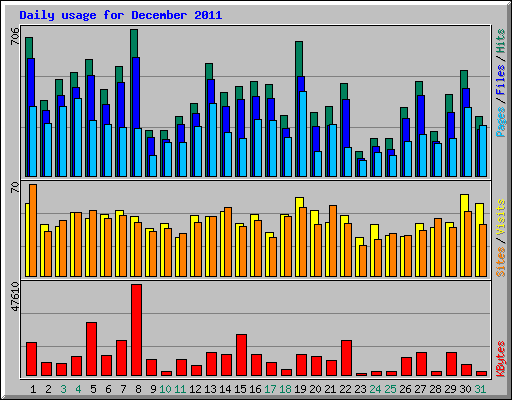 Daily usage for December 2011
706
Pages / Files / Hits
70
Sites / Visits
47610
KBytes
1 2 3 4 5 6 7 8 9 10 11 12 13 14 15 16 17 18 19 20 21 22 23 24 25 26 27 28 29 30 31